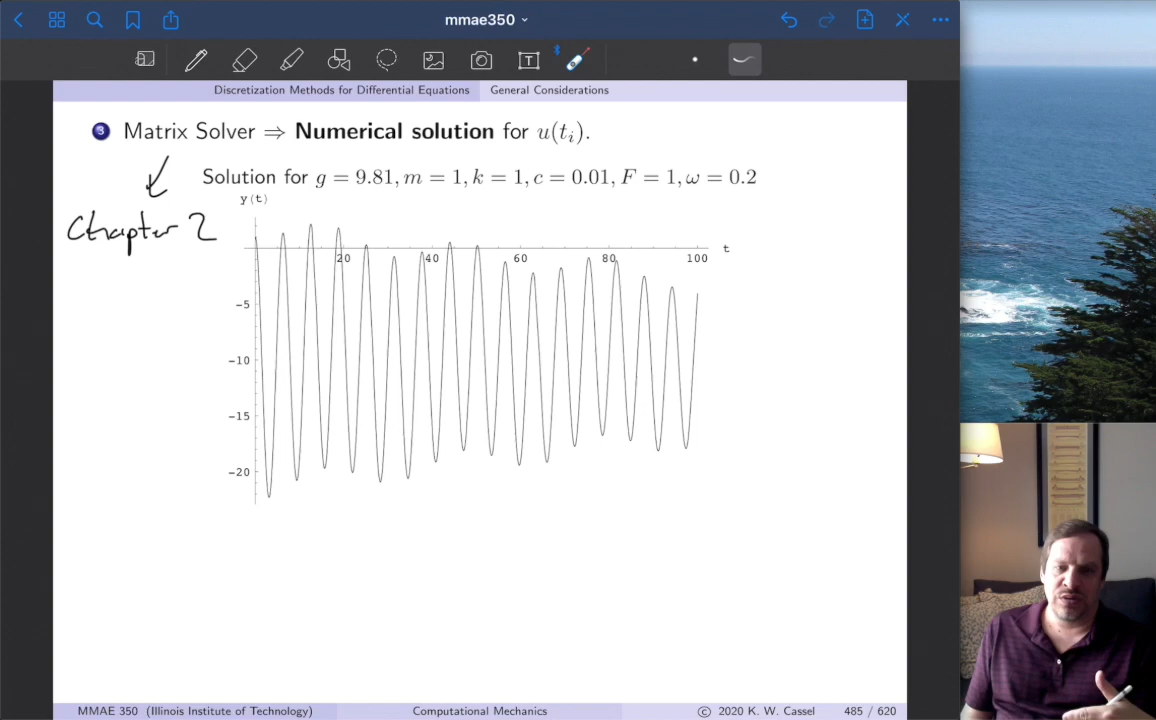 mmae350
T
Discretization Methods for Differential Equations General Considerations
3 Matrix Solver ⇒ Numerical solution for u(tᵢ).
Solution for g = 9.81, m = 1, k = 1, c = 0.01, F = 1, ω = 0.2
y(t)
Chapter 2
t
20 40 60 80 100
-5
-10
-15
-20
MMAE 350 (Illinois Institute of Technology) Computational Mechanics © 2020 K. W. Cassel 485 / 620